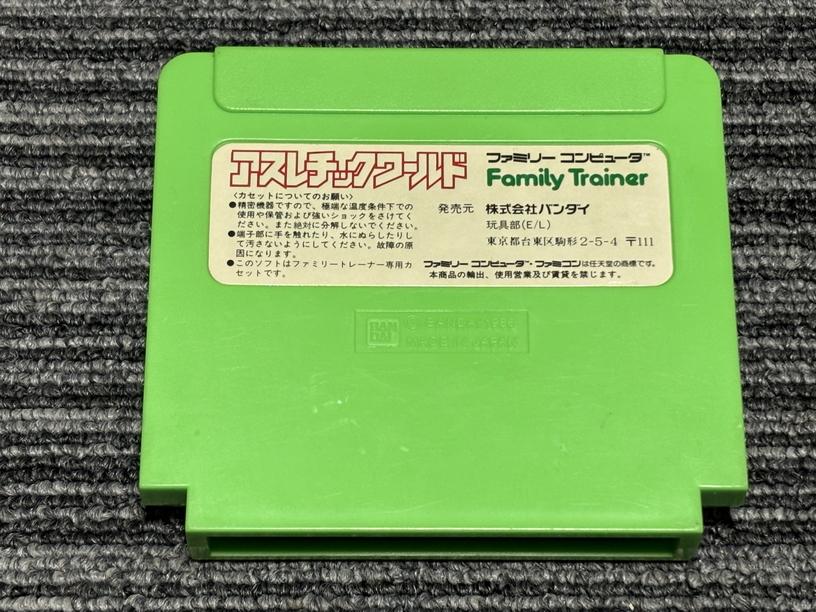 アスレチックワールド
<カセットについてのお願い>
●精密機器ですので、極端な温度条件下での
使用や保管および強いショックをさけてく
ださい。また絶対に分解しないでください。
●端子部に手を触れたり、水にぬらしたりし
て汚さないようにしてください。故障の原
因になります。
●このソフトはファミリートレーナー専用カ
セットです。
ファミリー コンピュータ™
Family Trainer
発売元 株式会社バンダイ
玩具部(E/L)
東京都台東区駒形2-5-4 〒111
ファミリー コンピュータ™・ファミコンは任天堂の商標です。
本商品の輸出、使用営業及び賃貸を禁じます。
BAN
DAI
© BANDAI 1986
MADE IN JAPAN